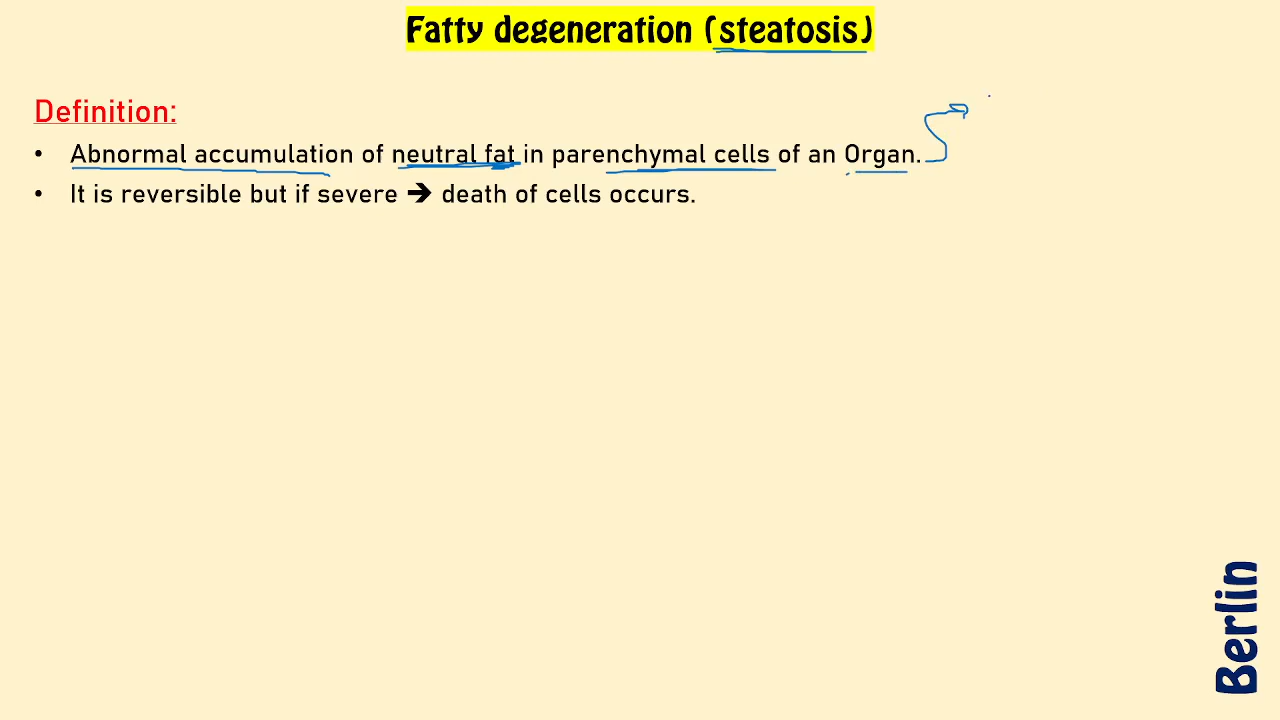 Fatty degeneration (steatosis)
Definition:
• Abnormal accumulation of neutral fat in parenchymal cells of an Organ.
• It is reversible but if severe ➔ death of cells occurs.
Berlin